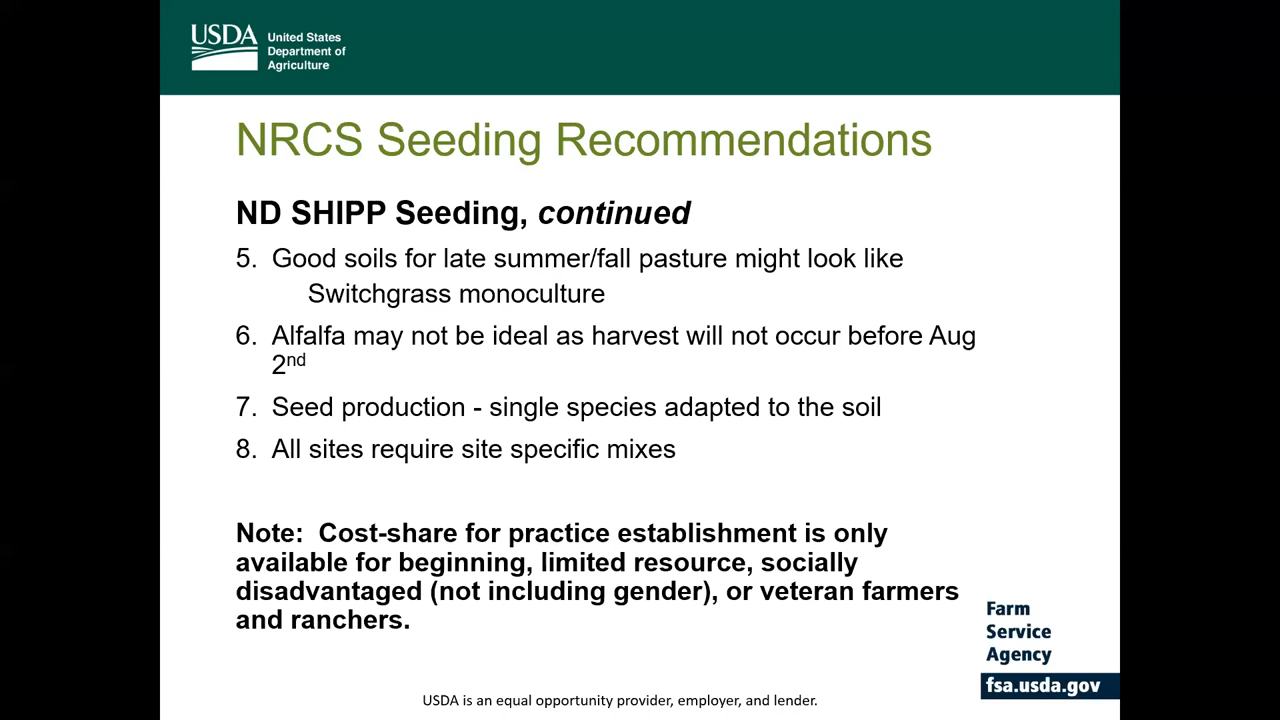 USDA
United States
Department of
Agriculture
NRCS Seeding Recommendations
ND SHIPP Seeding, continued
5. Good soils for late summer/fall pasture might look like
Switchgrass monoculture
6. Alfalfa may not be ideal as harvest will not occur before Aug
2nd
7. Seed production - single species adapted to the soil
8. All sites require site specific mixes
Note: Cost-share for practice establishment is only
available for beginning, limited resource, socially
disadvantaged (not including gender), or veteran farmers
and ranchers.
Farm
Service
Agency
fsa.usda.gov
USDA is an equal opportunity provider, employer, and lender.